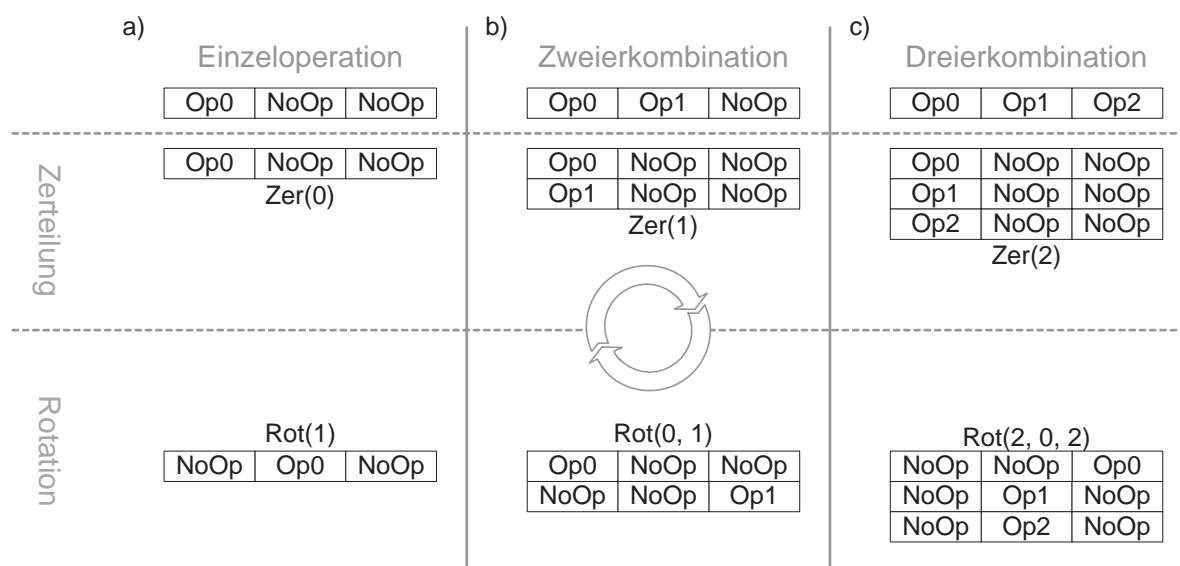 a) b) c)
Einzeloperation Zweierkombination Dreierkombination
Op0 NoOp NoOp Op0 Op1 NoOp Op0 Op1 Op2
Zerteilung
Op0 NoOp NoOp Op0 NoOp NoOp Op0 NoOp NoOp
Zer(0) Op1 NoOp NoOp Op1 NoOp NoOp
Zer(1) Op2 NoOp NoOp
Zer(2)
Rotation
Rot(1) Rot(0, 1) Rot(2, 0, 2)
NoOp Op0 NoOp Op0 NoOp NoOp NoOp NoOp Op0
NoOp NoOp Op1 NoOp Op1 NoOp
NoOp Op2 NoOp